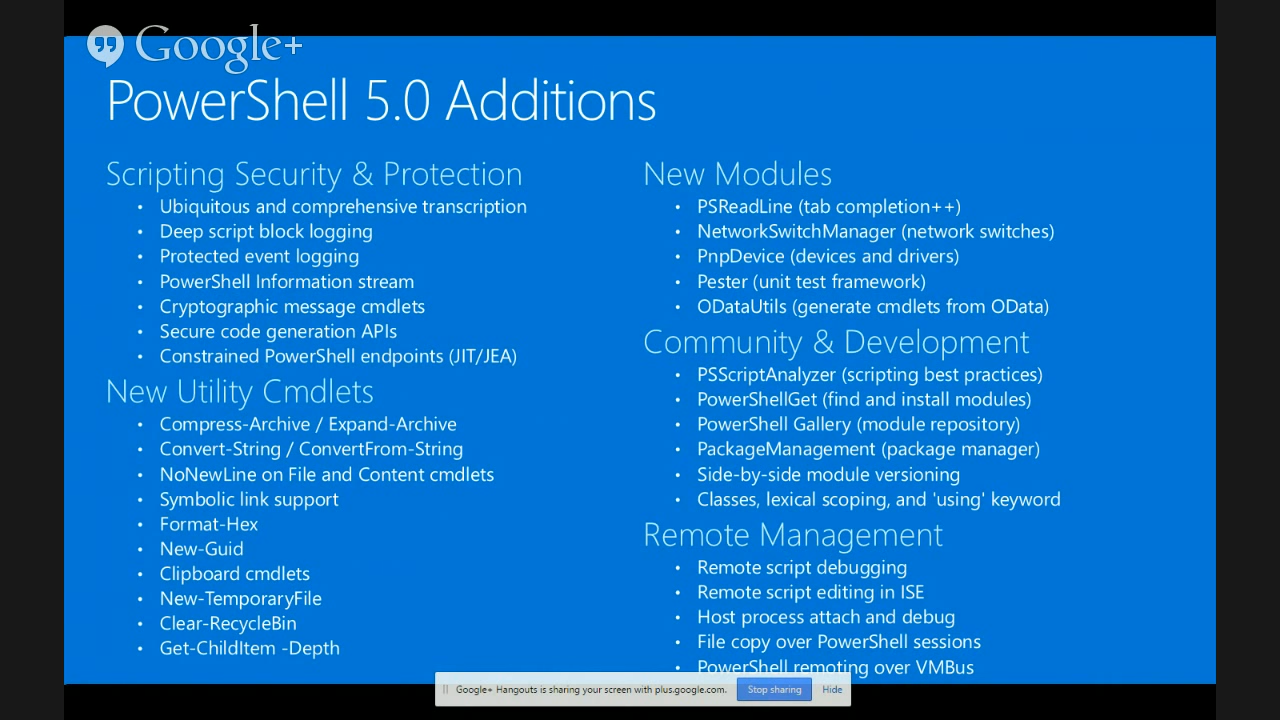 Google+
PowerShell 5.0 Additions
Scripting Security & Protection
• Ubiquitous and comprehensive transcription
• Deep script block logging
• Protected event logging
• PowerShell Information stream
• Cryptographic message cmdlets
• Secure code generation APIs
• Constrained PowerShell endpoints (JIT/JEA)
New Utility Cmdlets
• Compress-Archive / Expand-Archive
• Convert-String / ConvertFrom-String
• NoNewLine on File and Content cmdlets
• Symbolic link support
• Format-Hex
• New-Guid
• Clipboard cmdlets
• New-TemporaryFile
• Clear-RecycleBin
• Get-ChildItem -Depth
New Modules
• PSReadLine (tab completion++)
• NetworkSwitchManager (network switches)
• PnpDevice (devices and drivers)
• Pester (unit test framework)
• ODataUtils (generate cmdlets from OData)
Community & Development
• PSScriptAnalyzer (scripting best practices)
• PowerShellGet (find and install modules)
• PowerShell Gallery (module repository)
• PackageManagement (package manager)
• Side-by-side module versioning
• Classes, lexical scoping, and 'using' keyword
Remote Management
• Remote script debugging
• Remote script editing in ISE
• Host process attach and debug
• File copy over PowerShell sessions
• PowerShell remoting over VMBus
Google+ Hangouts is sharing your screen with plus.google.com. Stop sharing Hide